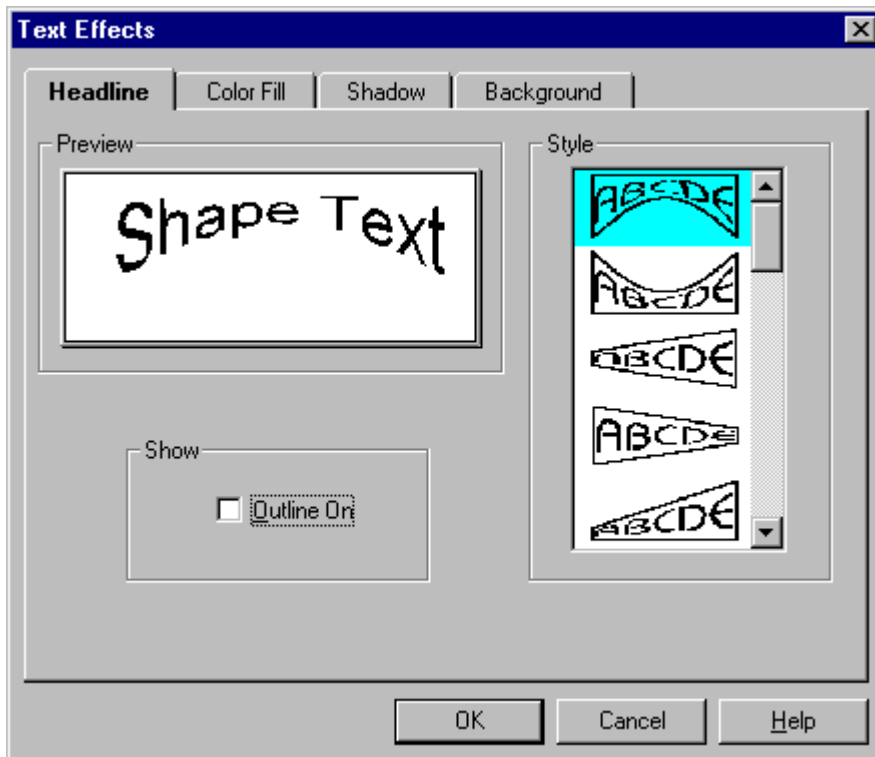 Text Effects
Headline
Color Fill
Shadow
Background
Preview
Shape Text
Style
ABCDE
ABCDE
ABCDE
ABCDE
ABCDE
Show
Outline On
OK
Cancel
Help